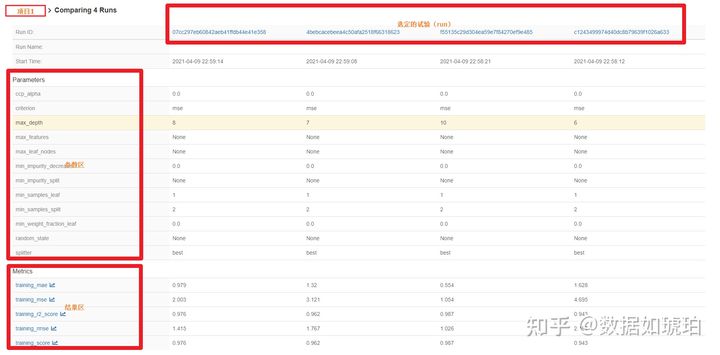 项目1 > Comparing 4 Runs
选定的试验（run）
Run ID: 07cc297eb60842aeb41ffdb44e41e358 4bebcacebeea4c50afa2518f66318623 f55135c29d304ea59e7f84270ef9e485 c1243499974d40dc8b79639f1026a633
Run Name:
Start Time: 2021-04-09 22:59:14 2021-04-09 22:59:08 2021-04-09 22:58:21 2021-04-09 22:58:12
Parameters
ccp_alpha 0.0 0.0 0.0 0.0
criterion mse mse mse mse
max_depth 8 7 10 6
max_features None None None None
max_leaf_nodes None None None None
参数区
min_impurity_decrease 0.0 0.0 0.0 0.0
min_impurity_split None None None None
min_samples_leaf 1 1 1 1
min_samples_split 2 2 2 2
min_weight_fraction_leaf 0.0 0.0 0.0 0.0
random_state None None None None
splitter best best best best
Metrics
training_mae 0.979 1.32 0.554 1.628
training_mse 2.003 3.121 1.054 4.695
结果区
training_r2_score 0.976 0.962 0.987 0.943
training_rmse 1.415 1.767 1.026
training_score 0.976 0.962 0.987 0.943
知乎 @数据如琥珀